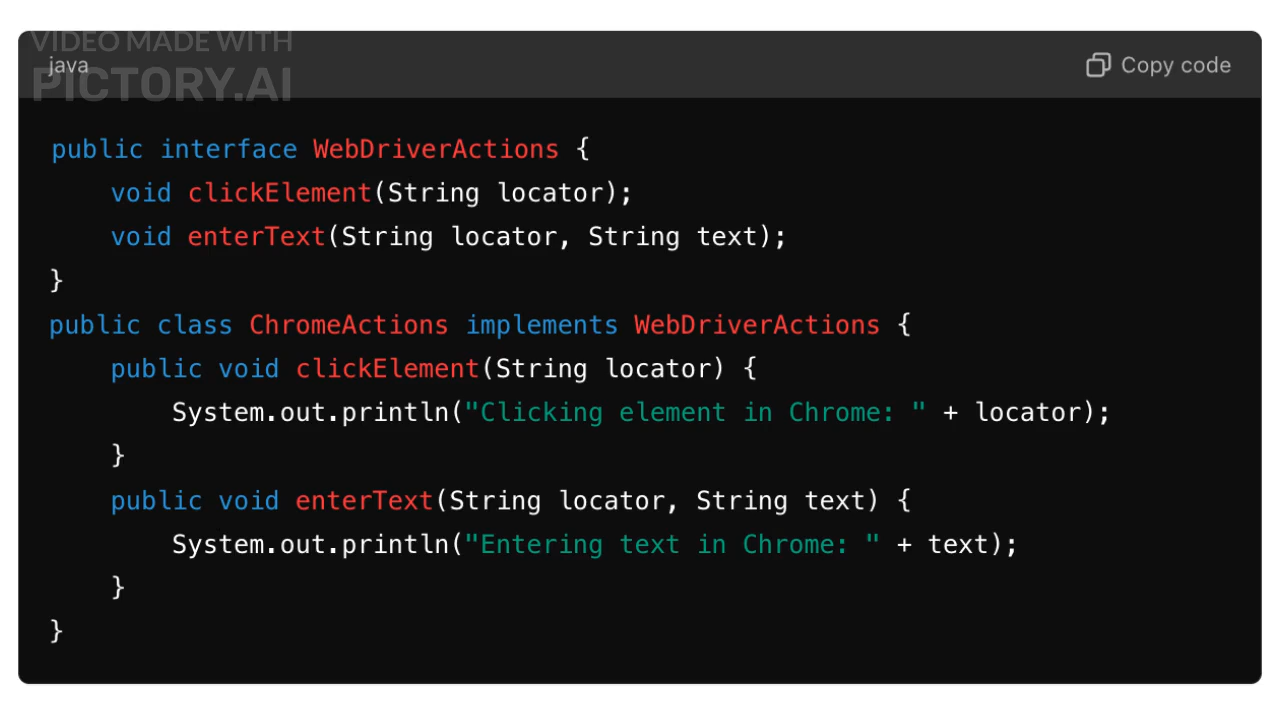 VIDEO MADE WITH
PICTORY.AI
java
Copy code
public interface WebDriverActions {
    void clickElement(String locator);
    void enterText(String locator, String text);
}
public class ChromeActions implements WebDriverActions {
    public void clickElement(String locator) {
        System.out.println("Clicking element in Chrome: " + locator);
    }
    public void enterText(String locator, String text) {
        System.out.println("Entering text in Chrome: " + text);
    }
}